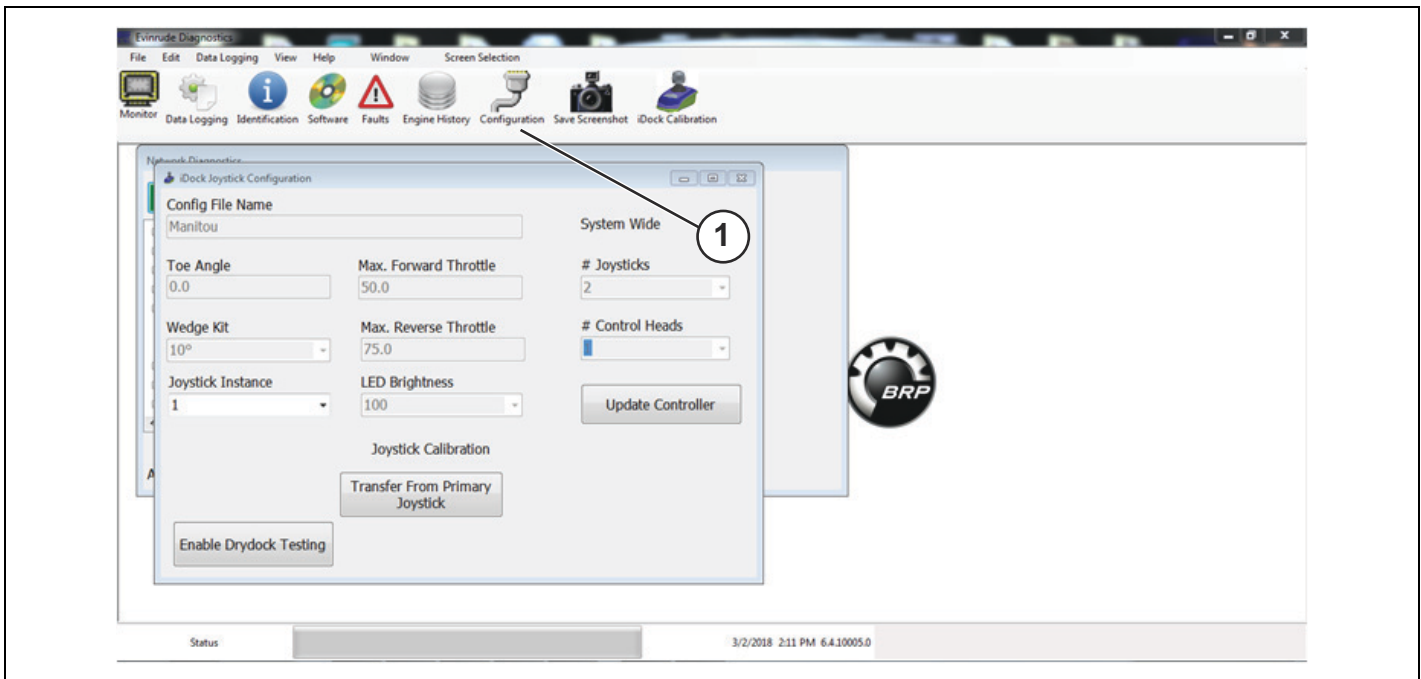 Evinrude Diagnostics
File Edit Data Logging View Help Window Screen Selection
Monitor Data Logging Identification Software Faults Engine History Configuration Save Screenshot iDock Calibration
Network Diagnostics
iDock Joystick Configuration
Config File Name
Manitou
System Wide
1
Toe Angle Max. Forward Throttle # Joysticks
0.0 50.0 2
Wedge Kit Max. Reverse Throttle # Control Heads
10° 75.0
Joystick Instance LED Brightness
1 100 Update Controller
BRP
Joystick Calibration
Transfer From Primary
Joystick
Enable Drydock Testing
Status 3/2/2018 2:11 PM 6.4.10005.0